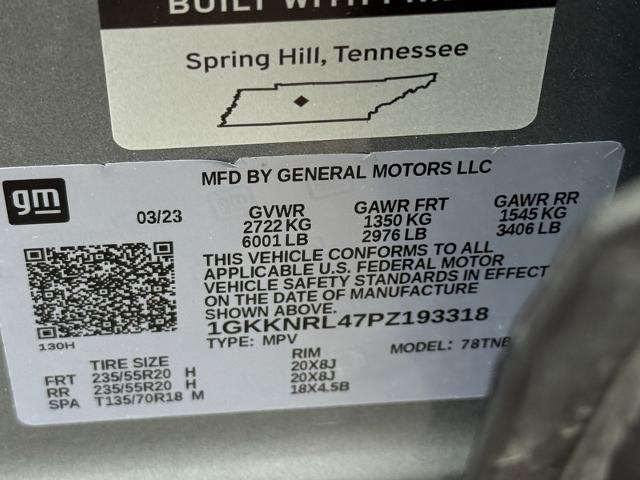 BUILT WITH
Spring Hill, Tennessee
MFD BY GENERAL MOTORS LLC
gm
03/23
GVWR GAWR FRT GAWR RR
2722 KG 1350 KG 1545 KG
6001 LB 2976 LB 3406 LB
THIS VEHICLE CONFORMS TO ALL
APPLICABLE U.S. FEDERAL MOTOR
VEHICLE SAFETY STANDARDS IN EFFECT
ON THE DATE OF MANUFACTURE
SHOWN ABOVE.
1GKKNRL47PZ193318
130H
TYPE: MPV MODEL: 78TNB
TIRE SIZE RIM
FRT 235/55R20 H 20X8J
RR 235/55R20 H 20X8J
SPA T135/70R18 M 18X4.5B